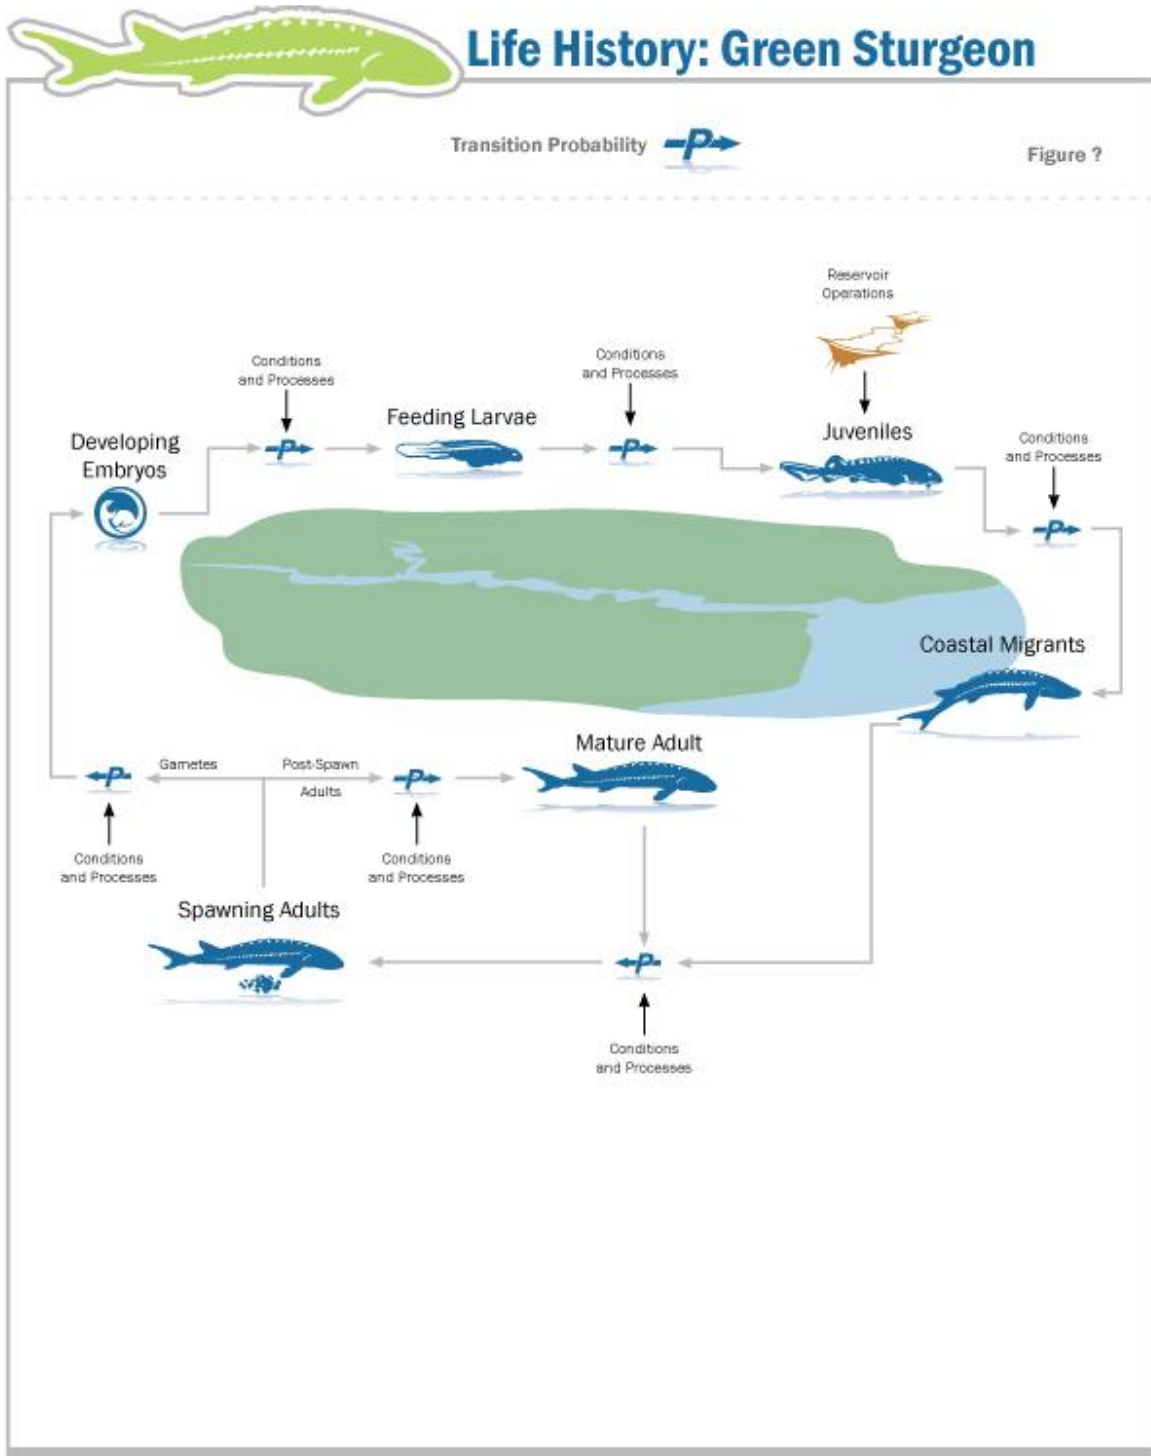 Life History: Green Sturgeon
Transition Probability
P
Figure ?
Reservoir
Operations
Conditions
and Processes
P
Feeding Larvae
Conditions
and Processes
P
Juveniles
Conditions
and Processes
P
Developing
Embryos
Coastal Migrants
Mature Adult
P
Gametes
Post-Spawn
Adults
P
Conditions
and Processes
Conditions
and Processes
Spawning Adults
P
Conditions
and Processes